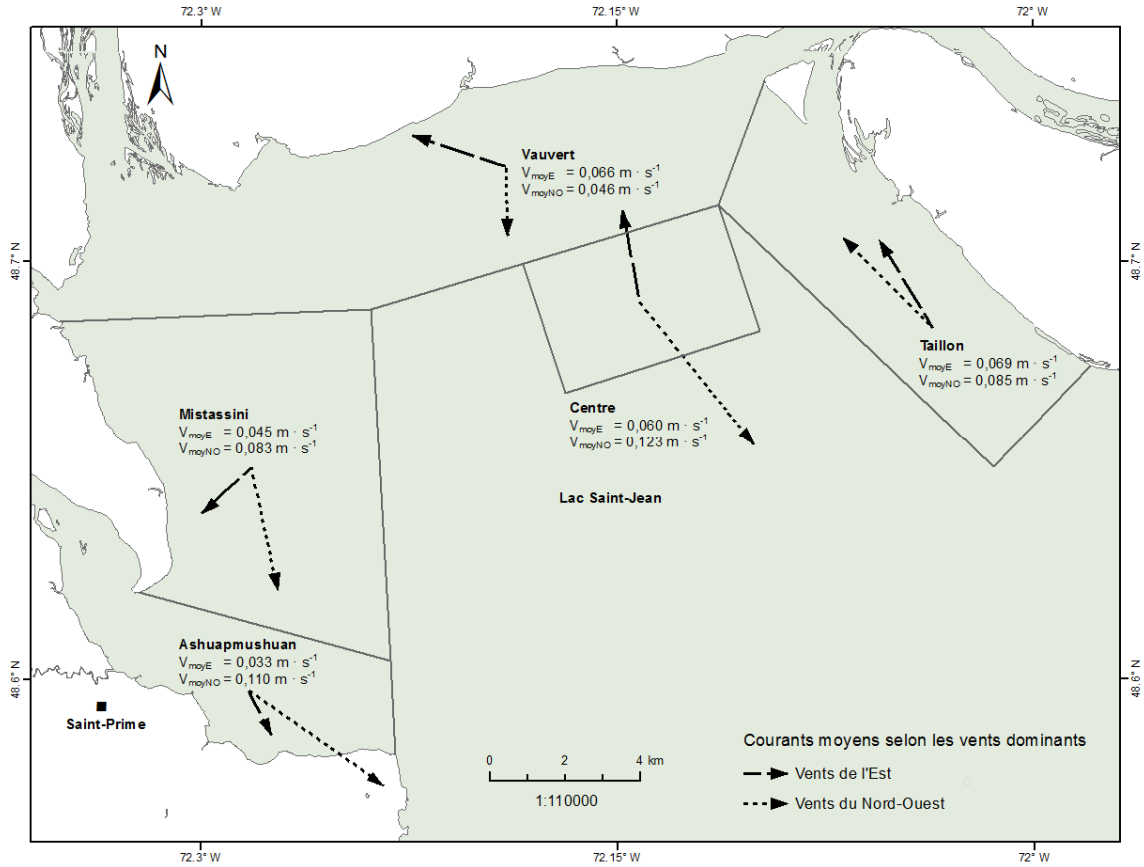 72.3° W
72.15° W
72° W
N
Vauvert
VmoyE = 0,066 m · s-1
VmoyNO = 0,046 m · s-1
48.7° N
48.7° N
Taillon
VmoyE = 0,069 m · s-1
VmoyNO = 0,085 m · s-1
Centre
VmoyE = 0,060 m · s-1
VmoyNO = 0,123 m · s-1
Mistassini
VmoyE = 0,045 m · s-1
VmoyNO = 0,083 m · s-1
Lac Saint-Jean
Ashuapmushuan
VmoyE = 0,033 m · s-1
VmoyNO = 0,110 m · s-1
48.6° N
48.6° N
Saint-Prime
0 2 4 km
1:110000
Courants moyens selon les vents dominants
Vents de l'Est
Vents du Nord-Ouest
72.3° W
72.15° W
72° W